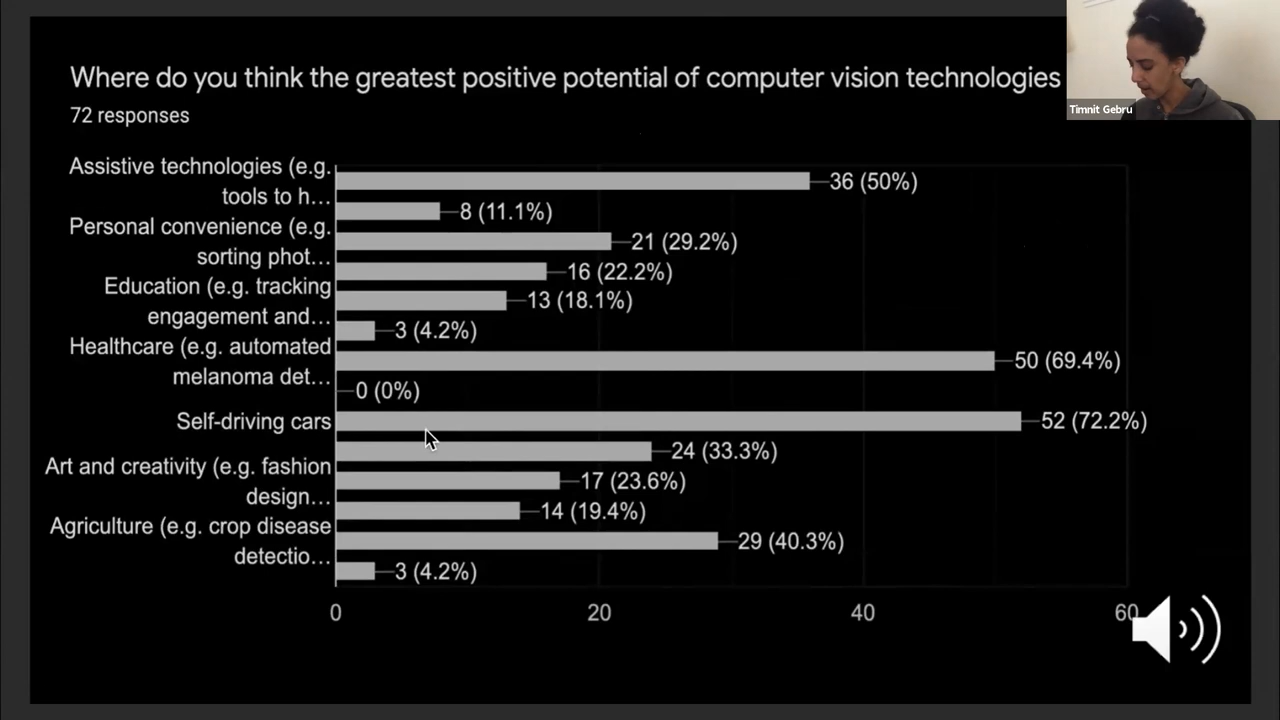 Where do you think the greatest positive potential of computer vision technologies
72 responses
Timnit Gebru
Assistive technologies (e.g.
tools to h…
36 (50%)
8 (11.1%)
Personal convenience (e.g.
sorting phot…
21 (29.2%)
16 (22.2%)
Education (e.g. tracking
engagement and…
13 (18.1%)
3 (4.2%)
Healthcare (e.g. automated
melanoma det…
50 (69.4%)
0 (0%)
Self-driving cars
52 (72.2%)
24 (33.3%)
Art and creativity (e.g. fashion
design…
17 (23.6%)
14 (19.4%)
Agriculture (e.g. crop disease
detectio…
29 (40.3%)
3 (4.2%)
0
20
40
60